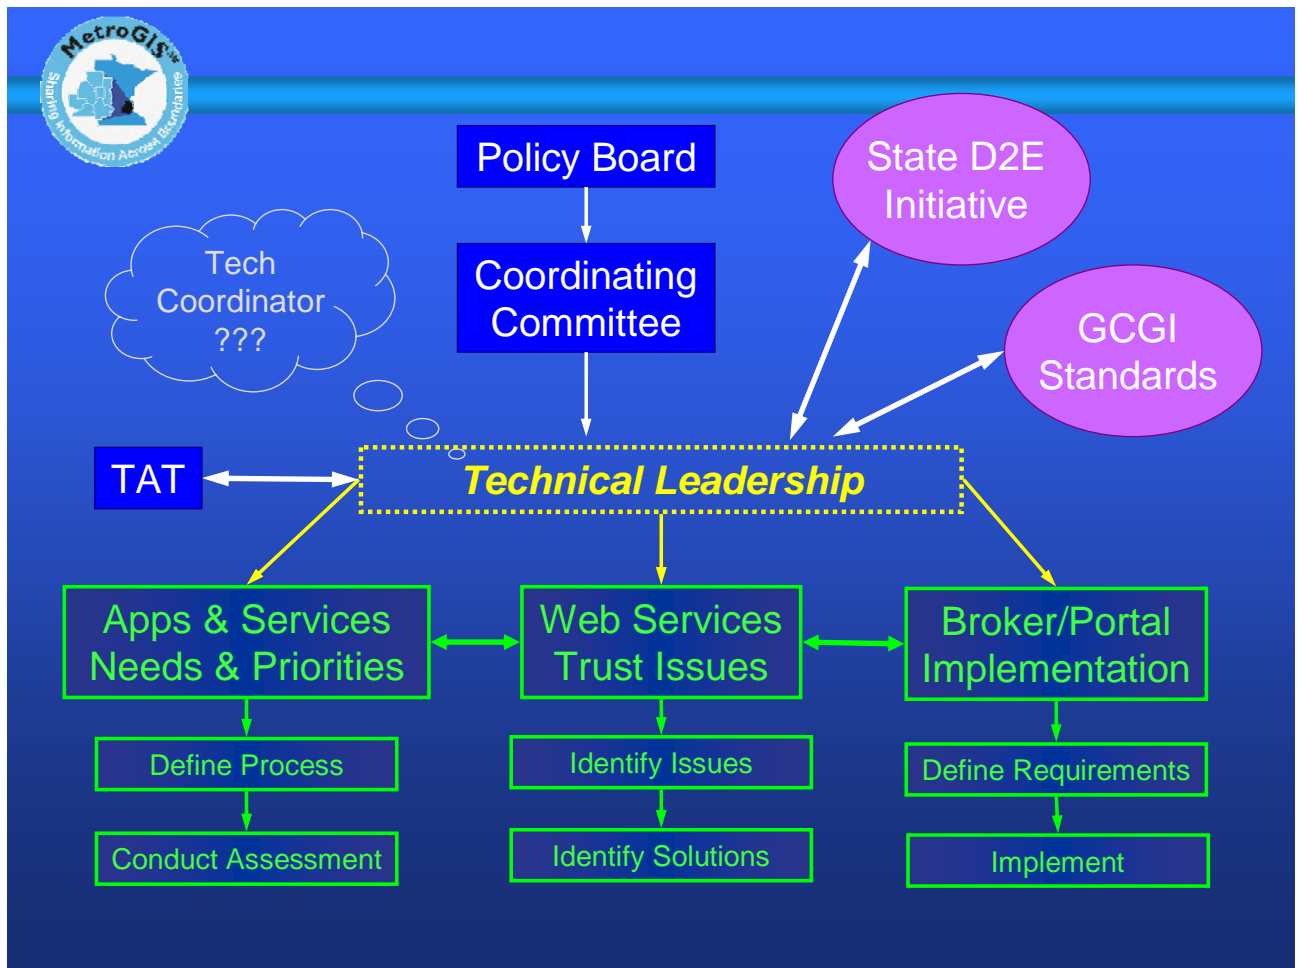 MetroGIS SM
Sharing Information Across Boundaries
Policy Board
State D2E
Initiative
Tech
Coordinator
???
Coordinating
Committee
GCGI
Standards
TAT
Technical Leadership
Apps & Services
Needs & Priorities
Web Services
Trust Issues
Broker/Portal
Implementation
Define Process
Identify Issues
Define Requirements
Conduct Assessment
Identify Solutions
Implement